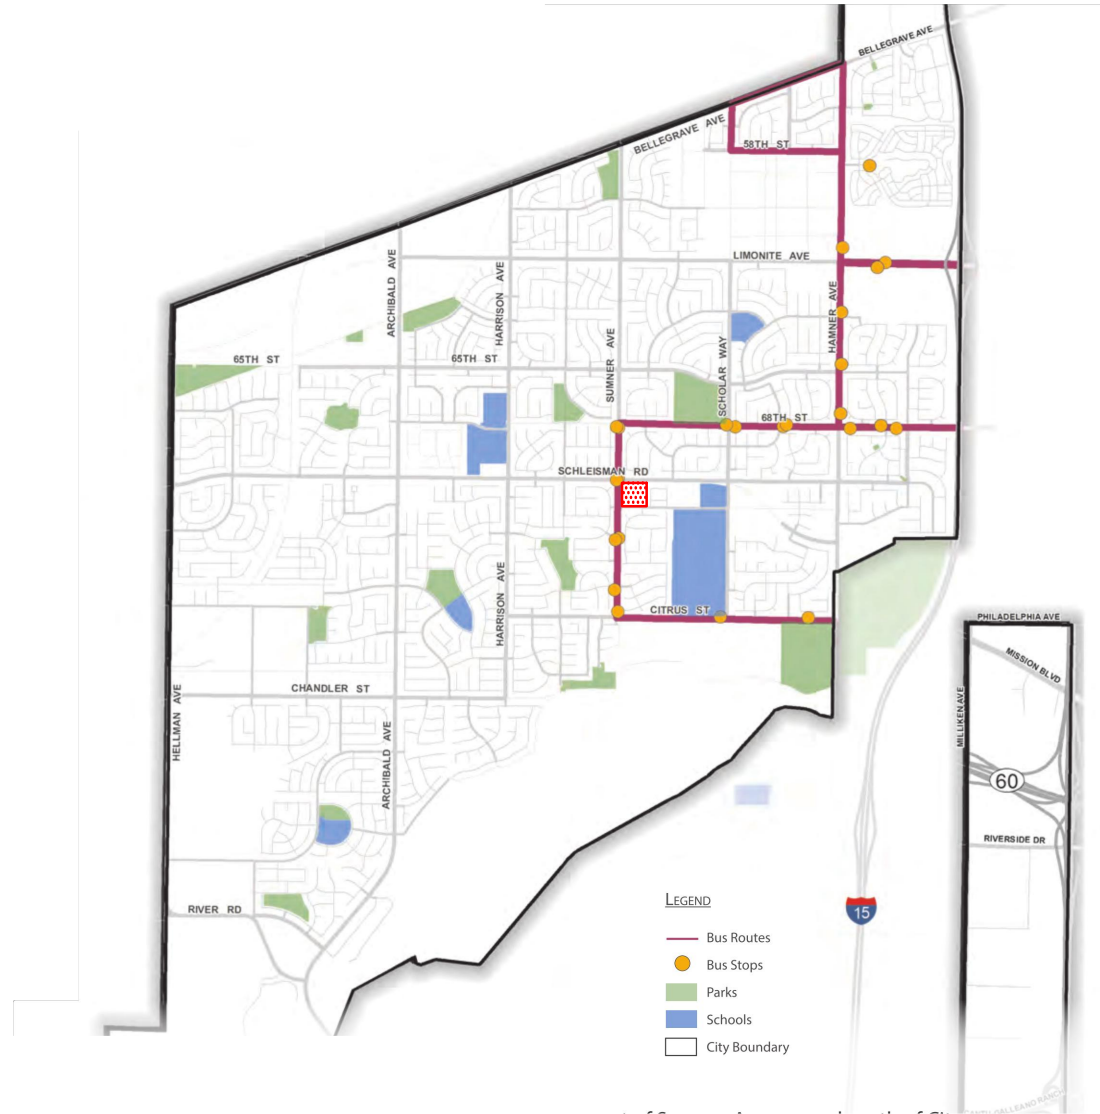 BELLEGRAVE AVE
BELLEGRAVE AVE
58TH ST
LIMONITE AVE
ARCHIBALD AVE
HARRISON AVE
HAMNER AVE
SUMNER AVE
SCHOLAR WAY
65TH ST
65TH ST
68TH ST
SCHLEISMAN RD
HARRISON AVE
CITRUS ST
PHILADELPHIA AVE
MISSION BLVD
MILLIKEN AVE
CHANDLER ST
HELLMAN AVE
ARCHIBALD AVE
60
RIVERSIDE DR
RIVER RD
15
LEGEND
Bus Routes
Bus Stops
Parks
Schools
City Boundary